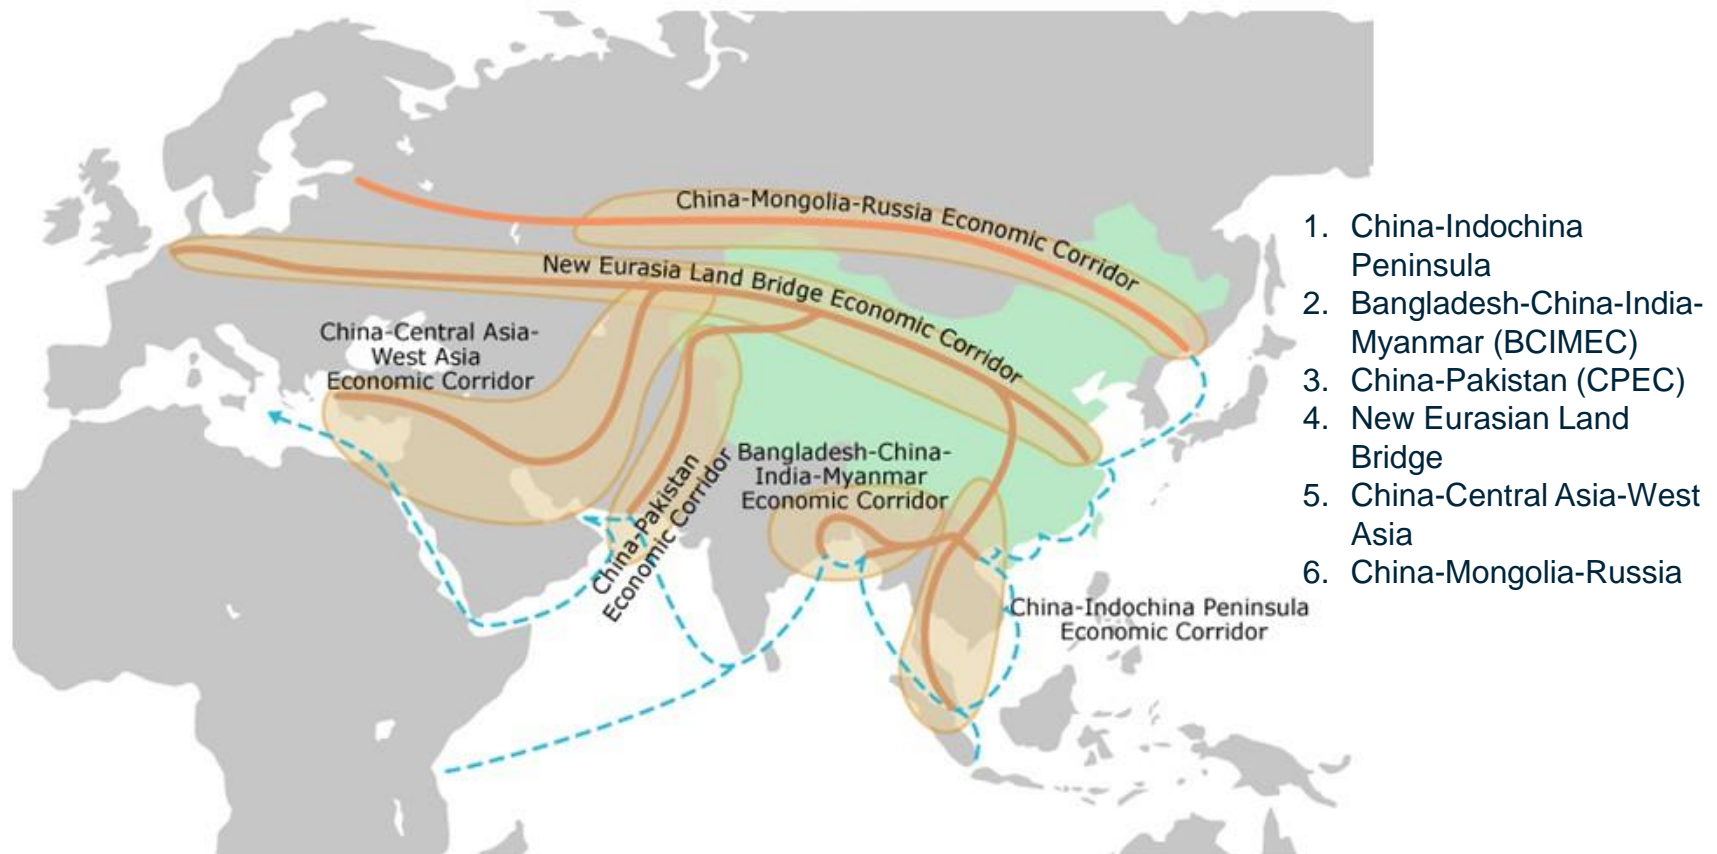 China-Mongolia-Russia Economic Corridor
New Eurasia Land Bridge Economic Corridor
China-Central Asia-
West Asia
Economic Corridor
China-Pakistan
Economic Corridor
Bangladesh-China-
India-Myanmar
Economic Corridor
China-Indochina Peninsula
Economic Corridor
1. China-Indochina
Peninsula
2. Bangladesh-China-India-
Myanmar (BCIMEC)
3. China-Pakistan (CPEC)
4. New Eurasian Land
Bridge
5. China-Central Asia-West
Asia
6. China-Mongolia-Russia